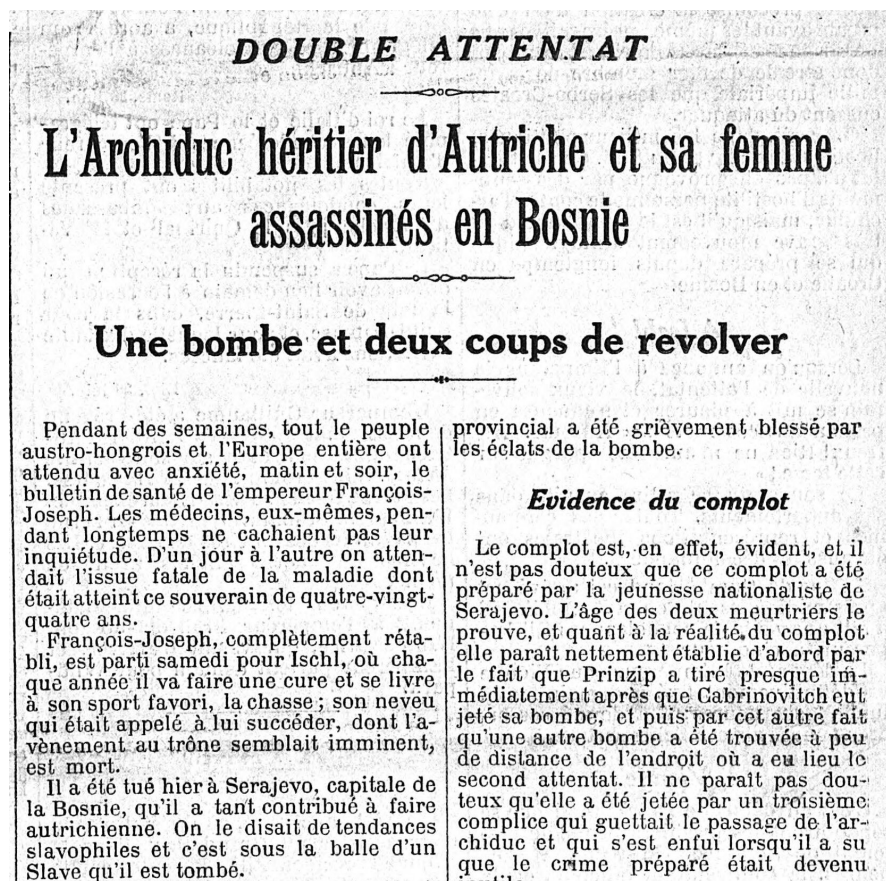 DOUBLE ATTENTAT
L'Archiduc héritier d'Autriche et sa femme
assassinés en Bosnie
Une bombe et deux coups de revolver
Pendant des semaines, tout le peuple
austro-hongrois et l'Europe entière ont
attendu avec anxiété, matin et soir, le
bulletin de santé de l'empereur François-
Joseph. Les médecins, eux-mêmes, pen-
dant longtemps ne cachaient pas leur
inquiétude. D'un jour à l'autre on atten-
dait l'issue fatale de la maladie dont
était atteint ce souverain de quatre-vingt-
quatre ans.
François-Joseph, complètement réta-
bli, est parti samedi pour Ischl, où cha-
que année il va faire une cure et se livre
à son sport favori, la chasse ; son neveu
qui était appelé à lui succéder, dont l'a-
vènement au trône semblait imminent,
est mort.
Il a été tué hier à Serajevo, capitale de
la Bosnie, qu'il a tant contribué à faire
autrichienne. On le disait de tendances
slavophiles et c'est sous la balle d'un
Slave qu'il est tombé.
provincial a été grièvement blessé par
les éclats de la bombe.
Evidence du complot
Le complot est, en effet, évident, et il
n'est pas douteux que ce complot a été
préparé par la jeunesse nationaliste de
Serajevo. L'âge des deux meurtriers le
prouve, et quant à la réalité du complot
elle paraît nettement établie d'abord par
le fait que Prinzip a tiré presque im-
médiatement après que Cabrinovitch eut
jeté sa bombe, et puis par cet autre fait
qu'une autre bombe a été trouvée à peu
de distance de l'endroit où a eu lieu le
second attentat. Il ne paraît pas dou-
teux qu'elle a été jetée par un troisième
complice qui guettait le passage de l'ar-
chiduc et qui s'est enfui lorsqu'il a su
que le crime préparé était devenu